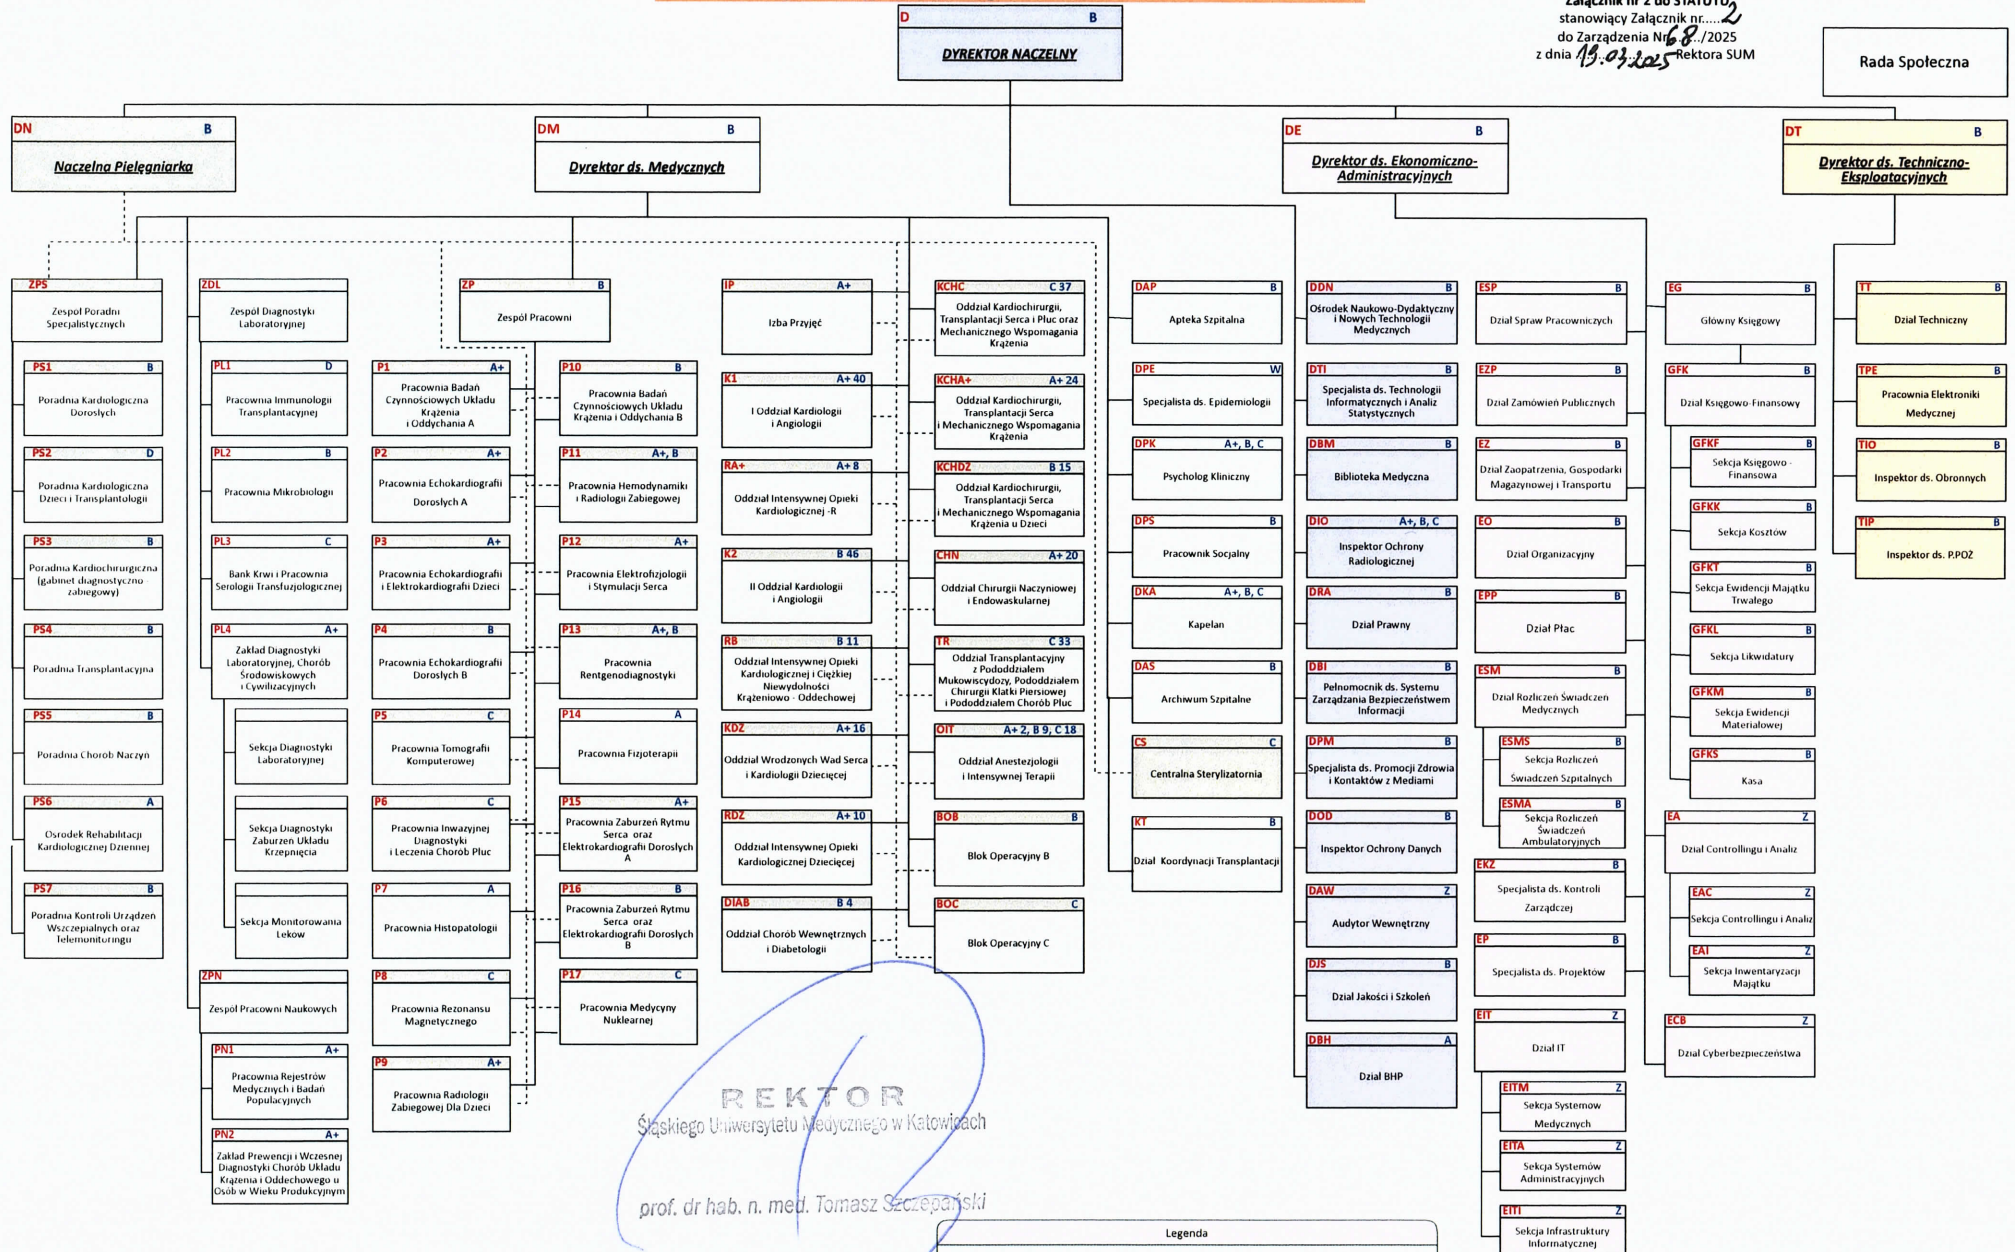 Załącznik nr 2 do STATUTU
stanowiący Załącznik nr.....2
do Zarządzenia Nr 68../2025
z dnia 19.03.2025 Rektora SUM
Rada Społeczna
D B
DYREKTOR NACZELNY
DN B
Naczelna Pielęgniarka
DM B
Dyrektor ds. Medycznych
DE B
Dyrektor ds. Ekonomiczno-
Administracyjnych
DT B
Dyrektor ds. Techniczno-
Eksploatacyjnych
ZPS
Zespół Poradni
Specjalistycznych
PS1 B
Poradnia Kardiologiczna
Dorosłych
PS2 D
Poradnia Kardiologiczna
Dzieci i Transplantologii
PS3 B
Poradnia Kardiochirurgiczna
(gabinet diagnostyczno -
zabiegowy)
PS4 B
Poradnia Transplantacyjna
PS5 B
Poradnia Chorób Naczyń
PS6 A
Ośrodek Rehabilitacji
Kardiologicznej Dziennej
PS7 B
Poradnia Kontroli Urządzeń
Wszczepialnych oraz
Telemonitoringu
ZDL
Zespół Diagnostyki
Laboratoryjnej
PL1 D
Pracownia Immunologii
Transplantacyjnej
PL2 B
Pracownia Mikrobiologii
PL3 C
Bank Krwi i Pracownia
Serologii Transfuzjologicznej
PL4 A+
Zakład Diagnostyki
Laboratoryjnej, Chorób
Środowiskowych
i Cywilizacyjnych
Sekcja Diagnostyki
Laboratoryjnej
Sekcja Diagnostyki
Zaburzeń Układu
Krzepnięcia
Sekcja Monitorowania
Leków
ZPN
Zespół Pracowni Naukowych
PN1 A+
Pracownia Rejestrów
Medycznych i Badań
Populacyjnych
PN2 A+
Zakład Prewencji i Wczesnej
Diagnostyki Chorób Układu
Krążenia i Oddechowego u
Osób w Wieku Produkcyjnym
ZP B
Zespół Pracowni
P1 A+
Pracownia Badań
Czynnościowych Układu
Krążenia
i Oddychania A
P2 A+
Pracownia Echokardiografii
Dorosłych A
P3 A+
Pracownia Echokardiografii
i Elektrokardiografii Dzieci
P4 B
Pracownia Echokardiografii
Dorosłych B
P5 C
Pracownia Tomografii
Komputerowej
P6 C
Pracownia Inwazyjnej
Diagnostyki
i Leczenia Chorób Płuc
P7 A
Pracownia Histopatologii
P8 C
Pracownia Rezonansu
Magnetycznego
P9 A+
Pracownia Radiologii
Zabiegowej Dla Dzieci
P10 B
Pracownia Badań
Czynnościowych Układu
Krążenia i Oddychania B
P11 A+, B
Pracownia Hemodynamiki
i Radiologii Zabiegowej
P12 A+
Pracownia Elektrofizjologii
i Stymulacji Serca
P13 A+, B
Pracownia
Rentgenodiagnostyki
P14 A
Pracownia Fizjoterapii
P15 A+
Pracownia Zaburzeń Rytmu
Serca oraz
Elektrokardiografii Dorosłych
A
P16 B
Pracownia Zaburzeń Rytmu
Serca oraz
Elektrokardiografii Dorosłych
B
P17 C
Pracownia Medycyny
Nuklearnej
IP A+
Izba Przyjęć
K1 A+ 40
I Oddział Kardiologii
i Angiologii
RA+ A+ 8
Oddział Intensywnej Opieki
Kardiologicznej -R
K2 B 46
II Oddział Kardiologii
i Angiologii
RB B 11
Oddział Intensywnej Opieki
Kardiologicznej i Ciężkiej
Niewydolności
Krążeniowo - Oddechowej
KDZ A+ 16
Oddział Wrodzonych Wad Serca
i Kardiologii Dziecięcej
RDZ A+ 10
Oddział Intensywnej Opieki
Kardiologicznej Dziecięcej
DIAB B 4
Oddział Chorób Wewnętrznych
i Diabetologii
KCHC C 37
Oddział Kardiochirurgii,
Transplantacji Serca i Płuc oraz
Mechanicznego Wspomagania
Krążenia
KCHA+ A+ 24
Oddział Kardiochirurgii,
Transplantacji Serca
i Mechanicznego Wspomagania
Krążenia
KCHDZ B 15
Oddział Kardiochirurgii,
Transplantacji Serca
i Mechanicznego Wspomagania
Krążenia u Dzieci
CHN A+ 20
Oddział Chirurgii Naczyniowej
i Endowaskularnej
TR C 33
Oddział Transplantacyjny
z Pododdziałem
Mukowiscydozy, Pododdziałem
Chirurgii Klatki Piersiowej
i Pododdziałem Chorób Płuc
OIT A+ 2, B 9, C 18
Oddział Anestezjologii
i Intensywnej Terapii
BOB B
Blok Operacyjny B
BOC C
Blok Operacyjny C
DAP B
Apteka Szpitalna
DPE W
Specjalista ds. Epidemiologii
DPK A+, B, C
Psycholog Kliniczny
DPS B
Pracownik Socjalny
DKA A+, B, C
Kapelan
DAS B
Archiwum Szpitalne
CS C
Centralna Sterylizatornia
KT B
Dział Koordynacji Transplantacji
DDN B
Ośrodek Naukowo-Dydaktyczny
i Nowych Technologii
Medycznych
DTI B
Specjalista ds. Technologii
Informatycznych i Analiz
Statystycznych
DBM B
Biblioteka Medyczna
DIO A+, B, C
Inspektor Ochrony
Radiologicznej
DRA B
Dział Prawny
DBI B
Pełnomocnik ds. Systemu
Zarządzania Bezpieczeństwem
Informacji
DPM B
Specjalista ds. Promocji Zdrowia
i Kontaktów z Mediami
DOD B
Inspektor Ochrony Danych
DAW Z
Audytor Wewnętrzny
DJS B
Dział Jakości i Szkoleń
DBH A
Dział BHP
ESP B
Dział Spraw Pracowniczych
EZP B
Dział Zamówień Publicznych
EZ B
Dział Zaopatrzenia, Gospodarki
Magazynowej i Transportu
EO B
Dział Organizacyjny
EPP B
Dział Płac
ESM B
Dział Rozliczeń Świadczeń
Medycznych
ESMS B
Sekcja Rozliczeń
Świadczeń Szpitalnych
ESMA B
Sekcja Rozliczeń
Świadczeń
Ambulatoryjnych
EKZ B
Specjalista ds. Kontroli
Zarządczej
EP B
Specjalista ds. Projektów
EIT Z
Dział IT
EITM Z
Sekcja Systemów
Medycznych
EITA Z
Sekcja Systemów
Administracyjnych
EITI Z
Sekcja Infrastruktury
Informatycznej
EG B
Główny Księgowy
GFK B
Dział Księgowo-Finansowy
GFKF B
Sekcja Księgowo -
Finansowa
GFKK B
Sekcja Kosztów
GFKT B
Sekcja Ewidencji Majątku
Trwałego
GFKL B
Sekcja Likwidatury
GFKM B
Sekcja Ewidencji
Materiałowej
GFKS B
Kasa
EA Z
Dział Controllingu i Analiz
EAC Z
Sekcja Controllingu i Analiz
EAI Z
Sekcja Inwentaryzacji
Majątku
ECB Z
Dział Cyberbezpieczeństwa
TT B
Dział Techniczny
TPE B
Pracownia Elektroniki
Medycznej
TIO B
Inspektor ds. Obronnych
TIP B
Inspektor ds. P.POŻ
REKTOR
Śląskiego Uniwersytetu Medycznego w Katowicach
prof. dr hab. n. med. Tomasz Szczepański
Legenda